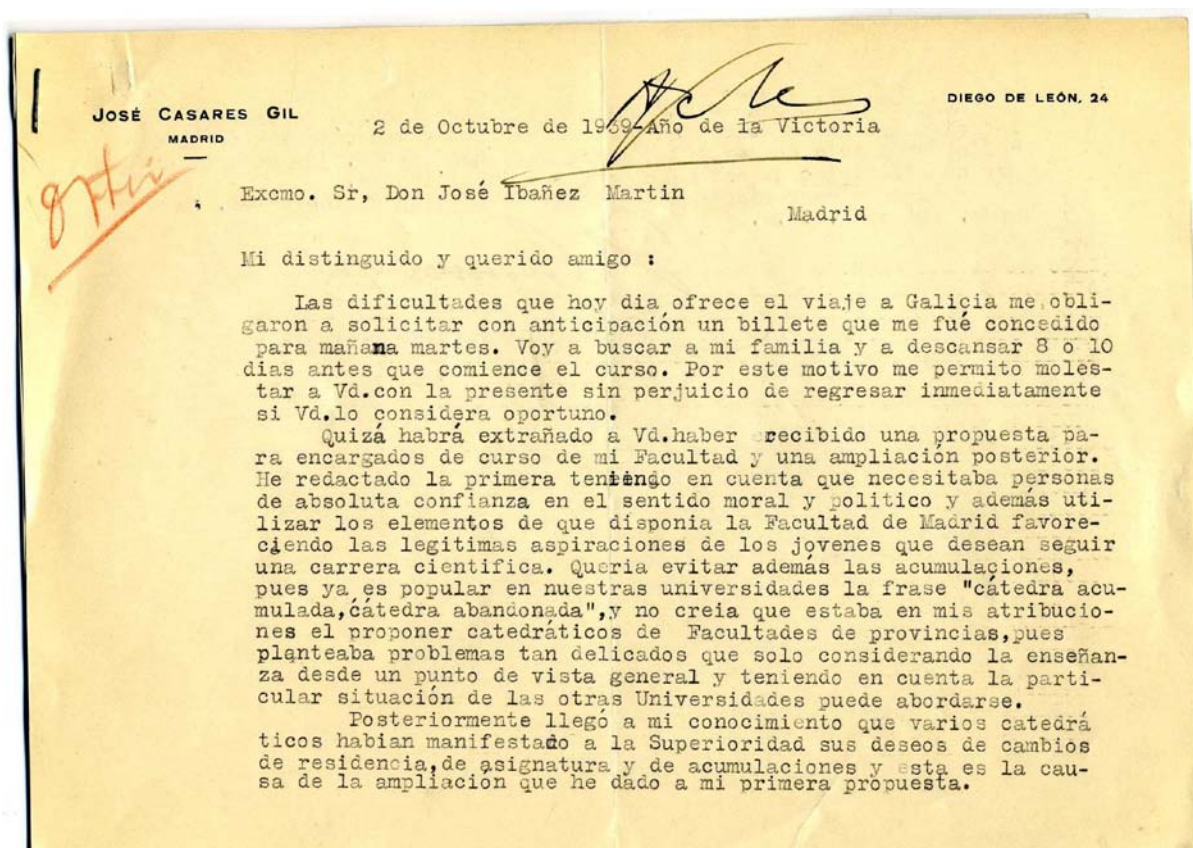 JOSÉ CASARES GIL
MADRID
DIEGO DE LEÓN, 24
2 de Octubre de 1939-Año de la Victoria
Excmo. Sr, Don José Ibañez Martin
Madrid
Mi distinguido y querido amigo :
Las dificultades que hoy dia ofrece el viaje a Galicia me obli-
garon a solicitar con anticipación un billete que me fué concedido
para mañana martes. Voy a buscar a mi familia y a descansar 8 ó 10
dias antes que comience el curso. Por este motivo me permito moles-
tar a Vd.con la presente sin perjuicio de regresar inmediatamente
si Vd.lo considera oportuno.
Quizá habrá extrañado a Vd.haber recibido una propuesta pa-
ra encargados de curso de mi Facultad y una ampliación posterior.
He redactado la primera teniendo en cuenta que necesitaba personas
de absoluta confianza en el sentido moral y politico y además uti-
lizar los elementos de que disponia la Facultad de Madrid favore-
ciendo las legitimas aspiraciones de los jovenes que desean seguir
una carrera cientifica. Queria evitar además las acumulaciones,
pues ya es popular en nuestras universidades la frase "cátedra acu-
mulada,cátedra abandonada",y no creia que estaba en mis atribucio-
nes el proponer catedráticos de Facultades de provincias,pues
planteaba problemas tan delicados que solo considerando la enseñan-
za desde un punto de vista general y teniendo en cuenta la parti-
cular situación de las otras Universidades puede abordarse.
Posteriormente llegó a mi conocimiento que varios catedrá
ticos habian manifestado a la Superioridad sus deseos de cambios
de residencia,de asignatura y de acumulaciones y esta es la cau-
sa de la ampliación que he dado a mi primera propuesta.